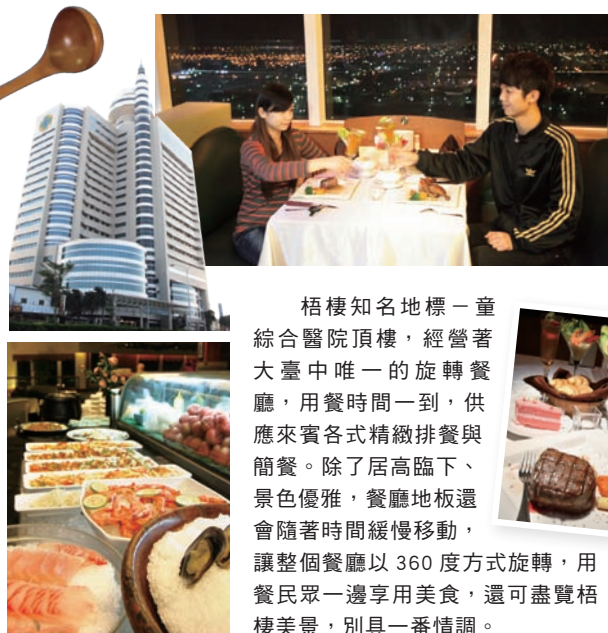 梧棲知名地標－童
綜合醫院頂樓，經營著
大臺中唯一的旋轉餐
廳，用餐時間一到，供
應來賓各式精緻排餐與
簡餐。除了居高臨下、
景色優雅，餐廳地板還
會隨著時間緩慢移動，
讓整個餐廳以 360 度方式旋轉，用
餐民眾一邊享用美食，還可盡覽梧
棲美景，別具一番情調。